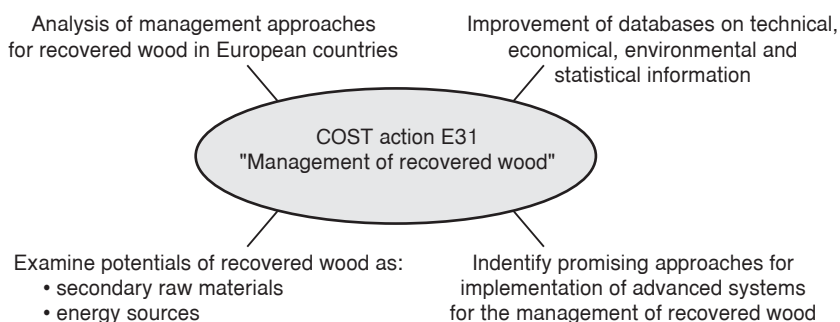 Analysis of management approaches
for recovered wood in European countries
Improvement of databases on technical,
economical, environmental and
statistical information
COST action E31
"Management of recovered wood"
Examine potentials of recovered wood as:
• secondary raw materials
• energy sources
Indentify promising approaches for
implementation of advanced systems
for the management of recovered wood